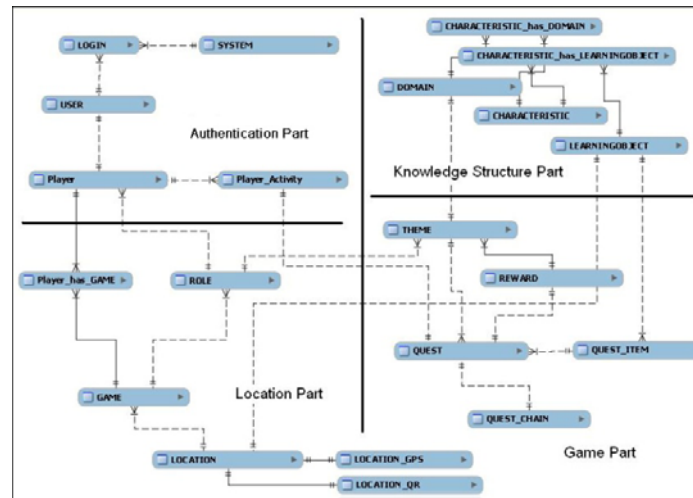 CHARACTERISTIC_has_DOMAIN
LOGIN
SYSTEM
CHARACTERISTIC_has_LEARNINGOBJECT
DOMAIN
USER
CHARACTERISTIC
Authentication Part
LEARNINGOBJECT
Knowledge Structure Part
Player
Player_Activity
THEME
Player_has_GAME
ROLE
REWARD
QUEST
QUEST_ITEM
GAME
Location Part
QUEST_CHAIN
Game Part
LOCATION
LOCATION_GPS
LOCATION_QR